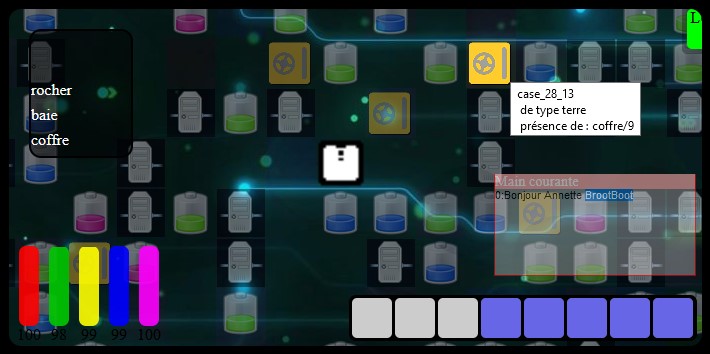 L
rocher
baie
coffre
case_28_13
de type terre
présence de : coffre/9
Main courante
0:Bonjour Annette BrootBoot
100 98 99 99 100